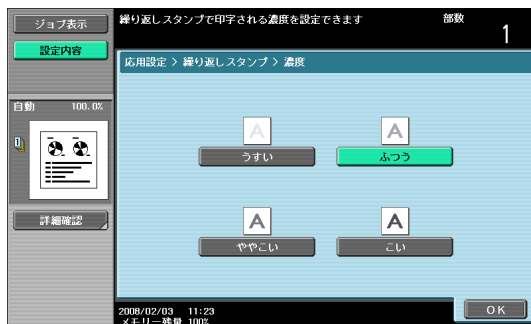 ジョブ表示
設定内容
繰り返しスタンプで印字される濃度を設定できます
部数
1
応用設定 > 繰り返しスタンプ > 濃度
自動 100.0%
1
詳細確認
A
うすい
A
ふつう
A
ややこい
A
こい
2008/02/03 11:23
メモリー残量 100%
OK